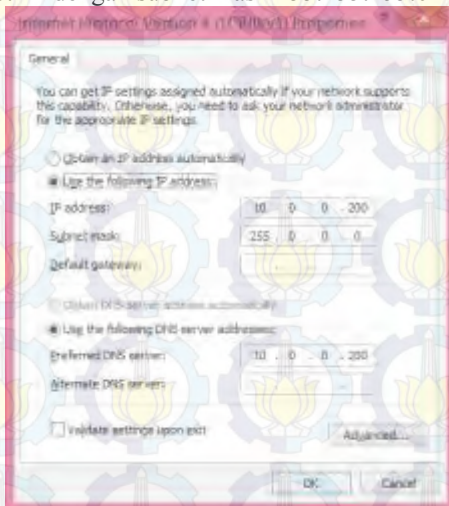 Internet Protocol Version 4 (TCP/IPv4) Properties
General
You can get IP settings assigned automatically if your network supports
this capability. Otherwise, you need to ask your network administrator
for the appropriate IP settings.
Obtain an IP address automatically
Use the following IP address:
IP address: 10 . 0 . 0 . 200
Subnet mask: 255 . 0 . 0 . 0
Default gateway: . . .
Obtain DNS server address automatically
Use the following DNS server addresses:
Preferred DNS server: 10 . 0 . 0 . 200
Alternate DNS server: . . .
Validate settings upon exit
Advanced...
OK Cancel